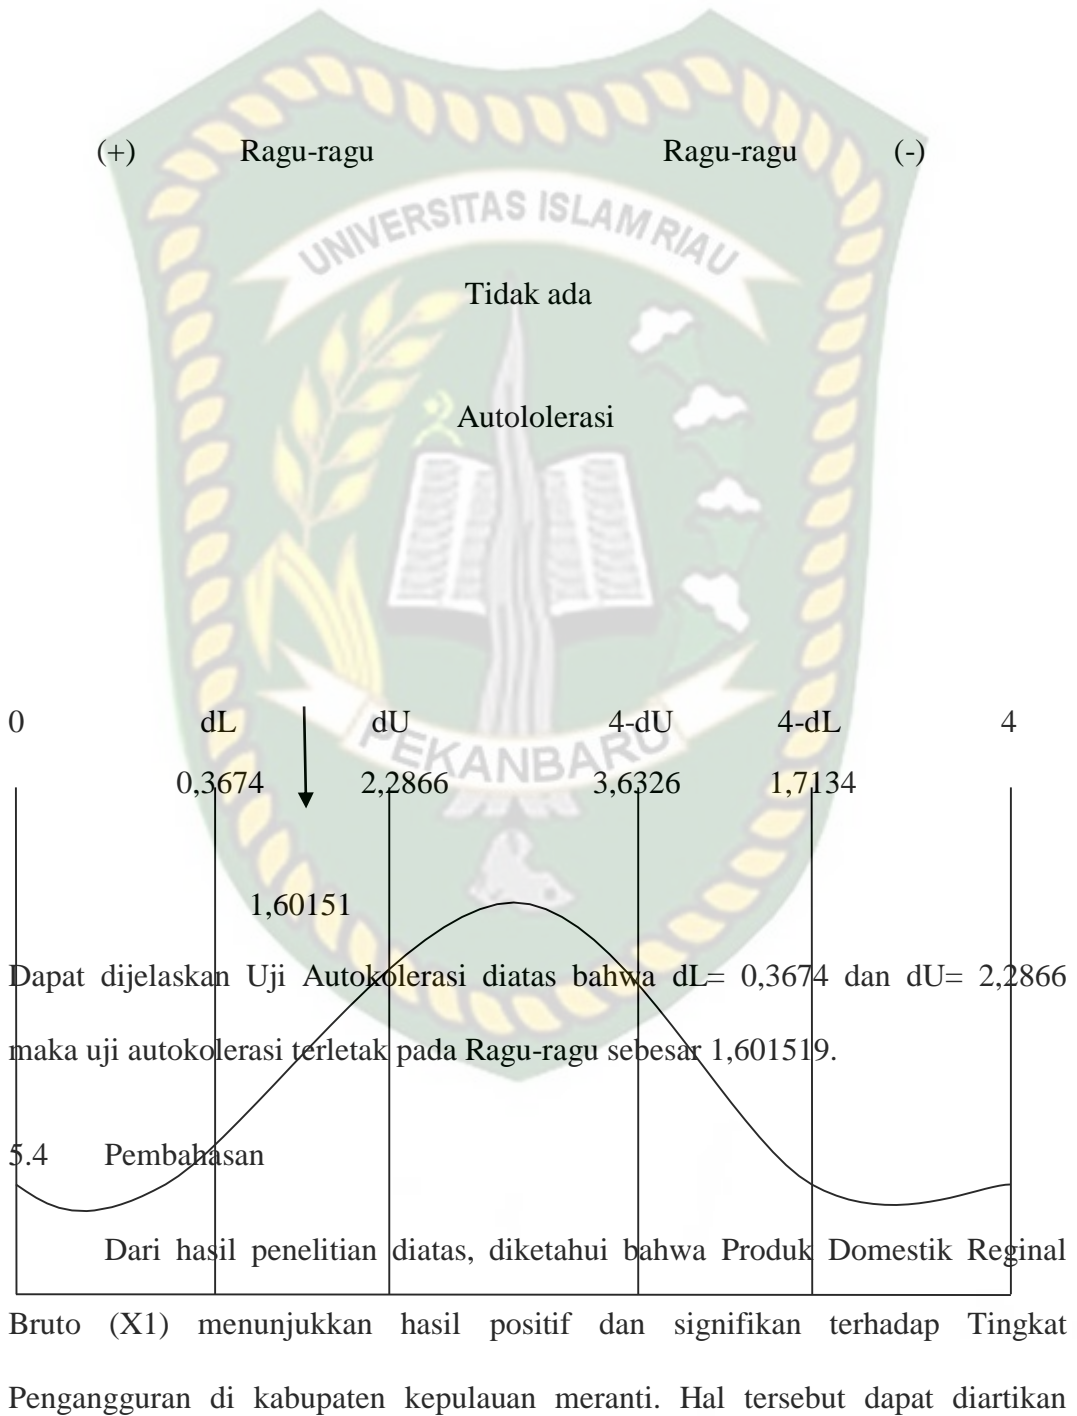 (+) Ragu-ragu Ragu-ragu (-)
UNIVERSITAS ISLAM RIAU
Tidak ada
Autololerasi
0 dL dU 4-dU 4-dL 4
PEKANBARU
0,3674 2,2866 3,6326 1,7134
1,60151
Dapat dijelaskan Uji Autokolerasi diatas bahwa dL= 0,3674 dan dU= 2,2866
maka uji autokolerasi terletak pada Ragu-ragu sebesar 1,601519.
5.4 Pembahasan
Dari hasil penelitian diatas, diketahui bahwa Produk Domestik Reginal
Bruto (X1) menunjukkan hasil positif dan signifikan terhadap Tingkat
Pengangguran di kabupaten kepulauan meranti. Hal tersebut dapat diartikan